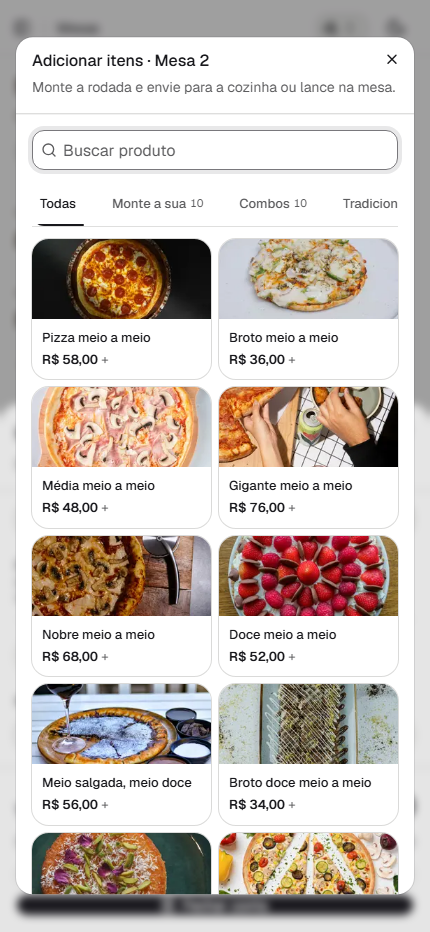 Adicionar itens · Mesa 2
Monte a rodada e envie para a cozinha ou lance na mesa.
Buscar produto
Todas Monte a sua 10 Combos 10 Tradicion
Pizza meio a meio
R$ 58,00 +
Broto meio a meio
R$ 36,00 +
Média meio a meio
R$ 48,00 +
Gigante meio a meio
R$ 76,00 +
Nobre meio a meio
R$ 68,00 +
Doce meio a meio
R$ 52,00 +
Meio salgada, meio doce
R$ 56,00 +
Broto doce meio a meio
R$ 34,00 +